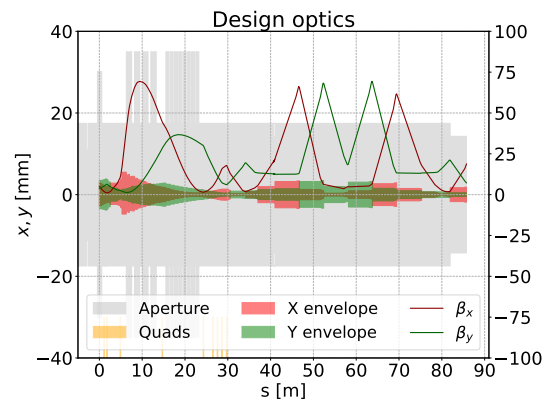 Design optics
40
20
0
−20
−40
x, y [mm]
100
75
50
25
0
−25
−50
−75
−100
Aperture
Quads
X envelope
Y envelope
βx
βy
0 10 20 30 40 50 60 70 80 90
s [m]